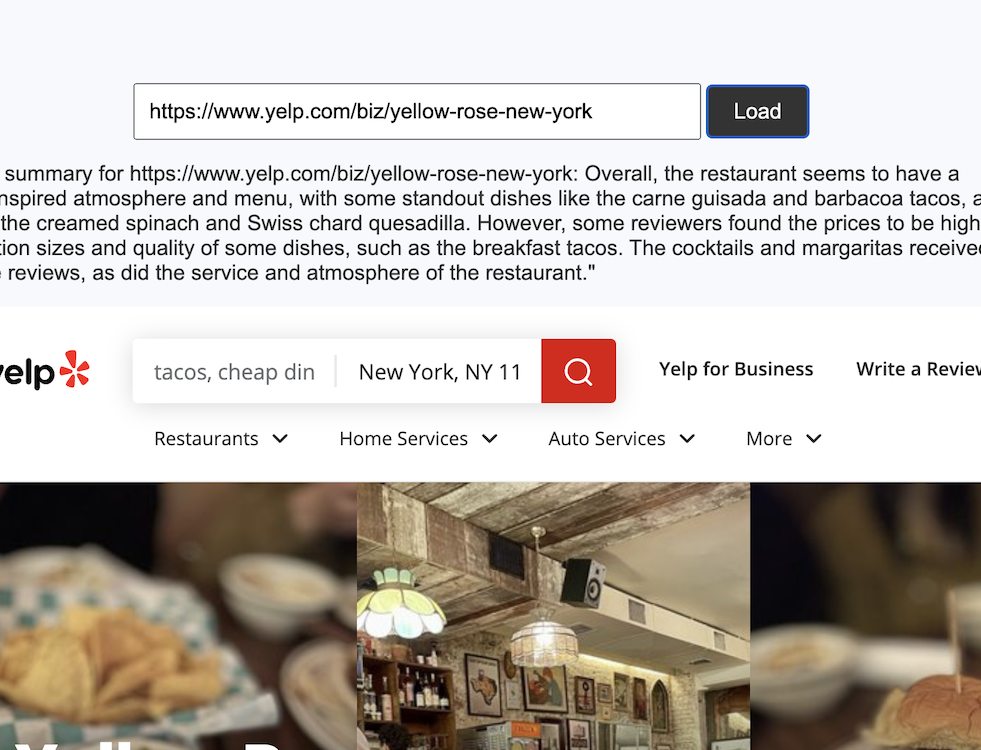 https://www.yelp.com/biz/yellow-rose-new-york Load
summary for https://www.yelp.com/biz/yellow-rose-new-york: Overall, the restaurant seems to have a
nspired atmosphere and menu, with some standout dishes like the carne guisada and barbacoa tacos, a
the creamed spinach and Swiss chard quesadilla. However, some reviewers found the prices to be high
tion sizes and quality of some dishes, such as the breakfast tacos. The cocktails and margaritas receive
reviews, as did the service and atmosphere of the restaurant."
yelp tacos, cheap din New York, NY 11 Yelp for Business Write a Review
Restaurants Home Services Auto Services More